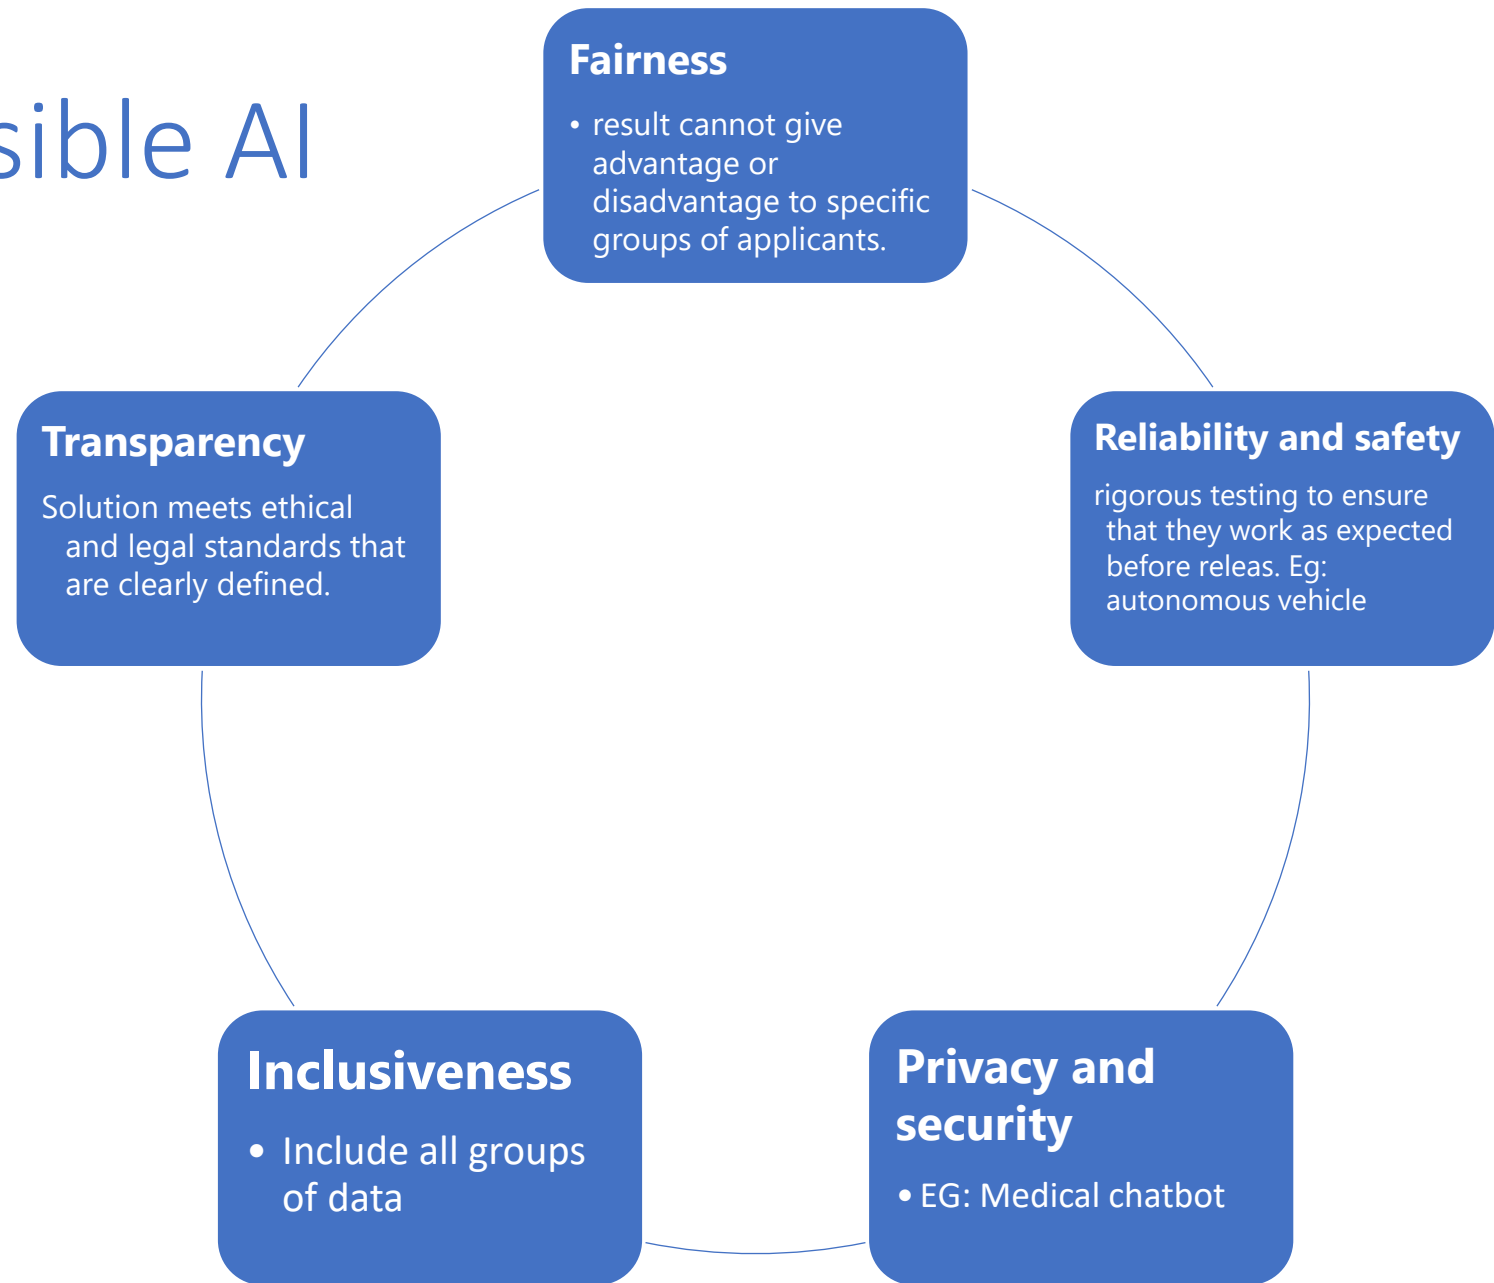 sible AI
Fairness
• result cannot give
advantage or
disadvantage to specific
groups of applicants.
Transparency
Solution meets ethical
and legal standards that
are clearly defined.
Reliability and safety
rigorous testing to ensure
that they work as expected
before releas. Eg:
autonomous vehicle
Inclusiveness
• Include all groups
of data
Privacy and
security
• EG: Medical chatbot